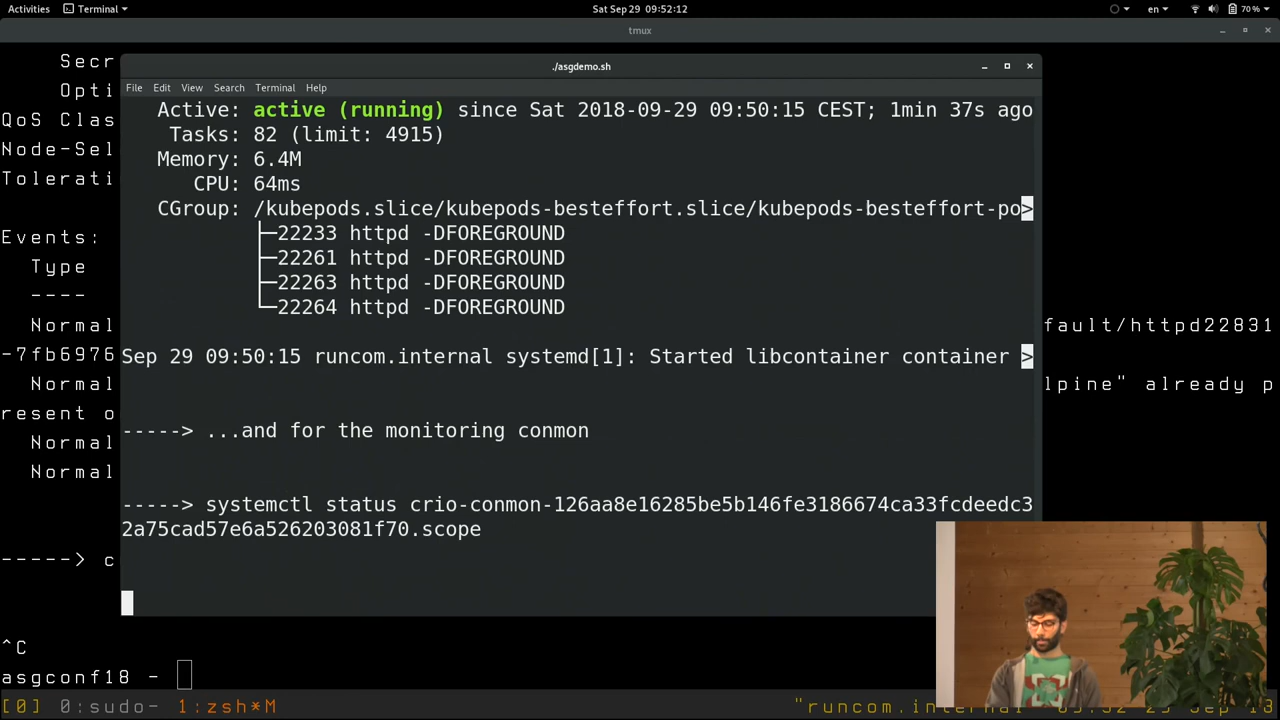 Activities Terminal Sat Sep 29 09:52:12 en 70%
tmux
Secr
Opti
QoS Clas
Node-Sel
Tolerati
Events:
Type
----
Normal fault/httpd22831
-7fb6976
Normal lpine" already p
resent o
Normal
Normal
-----> c
^C
asgconf18 -
[0] 0:sudo- 1:zsh*M "runcom.internal"
./asgdemo.sh
File Edit View Search Terminal Help
Active: active (running) since Sat 2018-09-29 09:50:15 CEST; 1min 37s ago
Tasks: 82 (limit: 4915)
Memory: 6.4M
CPU: 64ms
CGroup: /kubepods.slice/kubepods-besteffort.slice/kubepods-besteffort-po>
├─22233 httpd -DFOREGROUND
├─22261 httpd -DFOREGROUND
├─22263 httpd -DFOREGROUND
└─22264 httpd -DFOREGROUND
Sep 29 09:50:15 runcom.internal systemd[1]: Started libcontainer container >
-----> ...and for the monitoring conmon
-----> systemctl status crio-conmon-126aa8e16285be5b146fe3186674ca33fcdeedc3
2a75cad57e6a526203081f70.scope